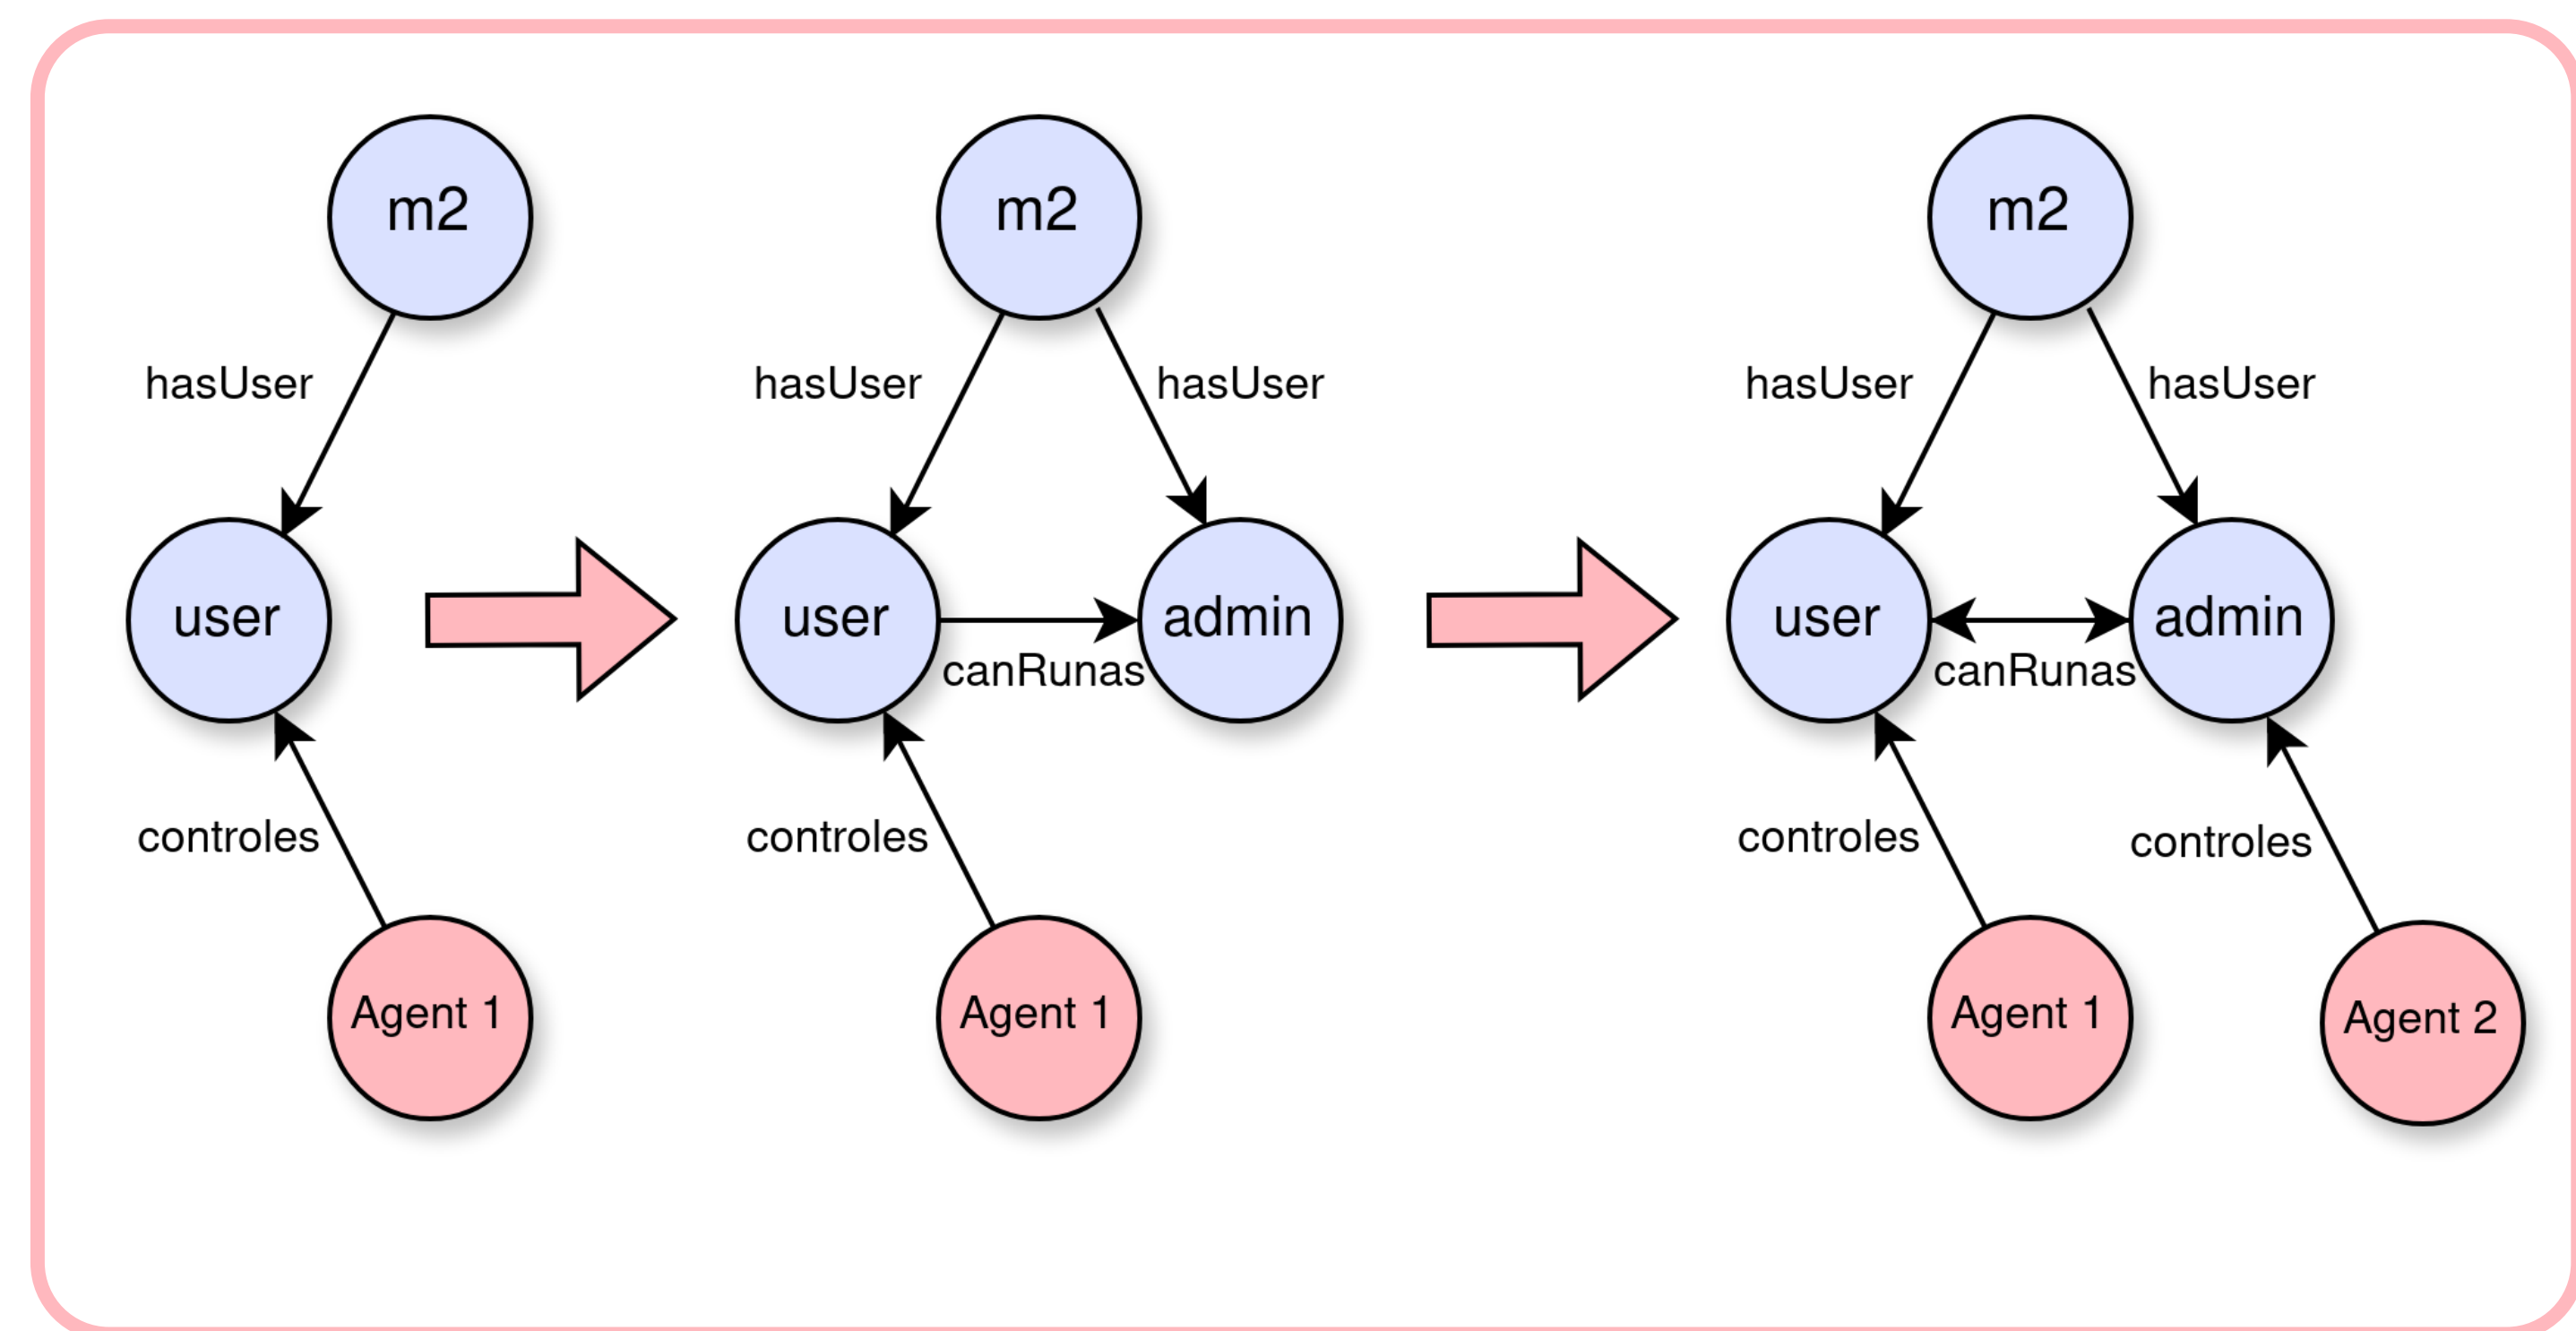 m2
hasUser
user
controles
Agent 1
m2
hasUser
hasUser
user
canRunas
admin
controles
Agent 1
m2
hasUser
hasUser
user
canRunas
admin
controles
controles
Agent 1
Agent 2